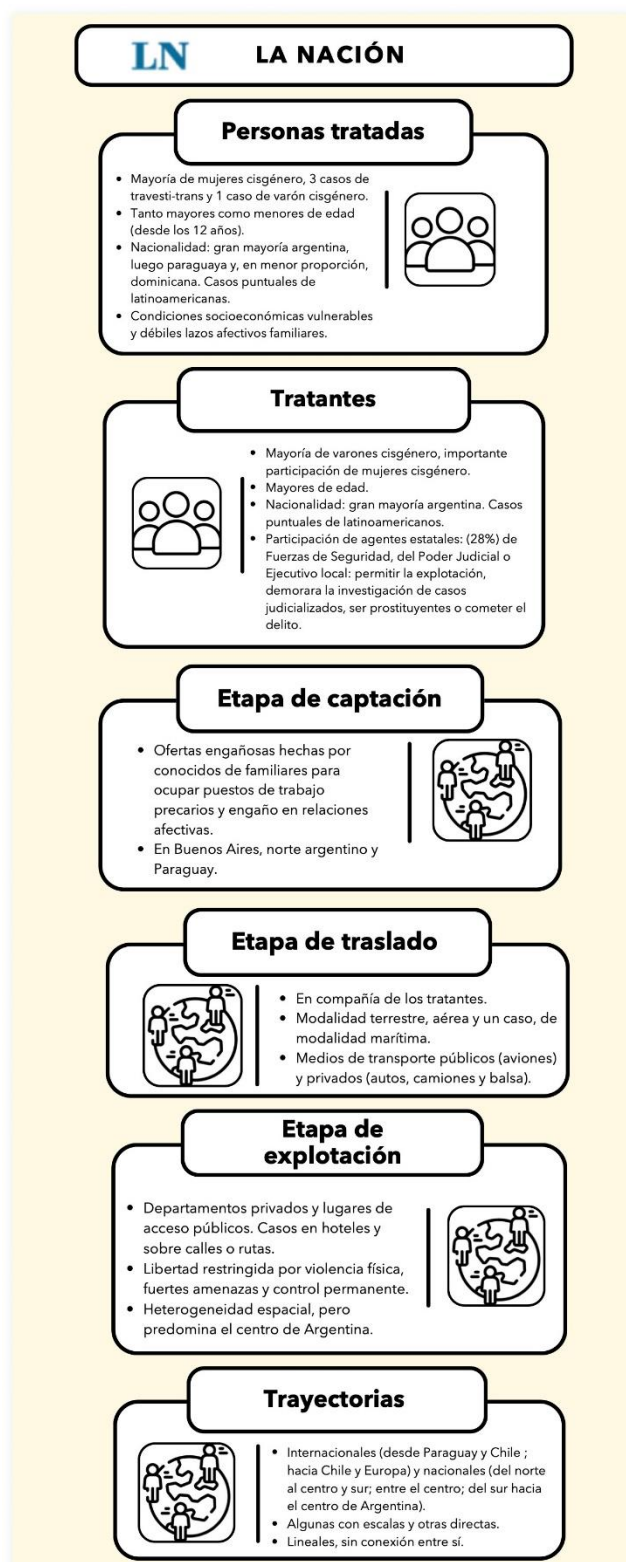 LN LA NACIÓN
Personas tratadas
• Mayoría de mujeres cisgénero, 3 casos de
travesti-trans y 1 caso de varón cisgénero.
• Tanto mayores como menores de edad
(desde los 12 años).
• Nacionalidad: gran mayoría argentina,
luego paraguaya y, en menor proporción,
dominicana. Casos puntuales de
latinoamericanas.
• Condiciones socioeconómicas vulnerables
y débiles lazos afectivos familiares.
Tratantes
• Mayoría de varones cisgénero, importante
participación de mujeres cisgénero.
• Mayores de edad.
• Nacionalidad: gran mayoría argentina. Casos
puntuales de latinoamericanos.
• Participación de agentes estatales: (28%) de
Fuerzas de Seguridad, del Poder Judicial o
Ejecutivo local: permitir la explotación,
demorara la investigación de casos
judicializados, ser prostituyentes o cometer el
delito.
Etapa de captación
• Ofertas engañosas hechas por
conocidos de familiares para
ocupar puestos de trabajo
precarios y engaño en relaciones
afectivas.
• En Buenos Aires, norte argentino y
Paraguay.
Etapa de traslado
• En compañía de los tratantes.
• Modalidad terrestre, aérea y un caso, de
modalidad marítima.
• Medios de transporte públicos (aviones)
y privados (autos, camiones y balsa).
Etapa de
explotación
• Departamentos privados y lugares de
acceso públicos. Casos en hoteles y
sobre calles o rutas.
• Libertad restringida por violencia física,
fuertes amenazas y control permanente.
• Heterogeneidad espacial, pero
predomina el centro de Argentina.
Trayectorias
• Internacionales (desde Paraguay y Chile ;
hacia Chile y Europa) y nacionales (del norte
al centro y sur; entre el centro; del sur hacia
el centro de Argentina).
• Algunas con escalas y otras directas.
• Lineales, sin conexión entre sí.